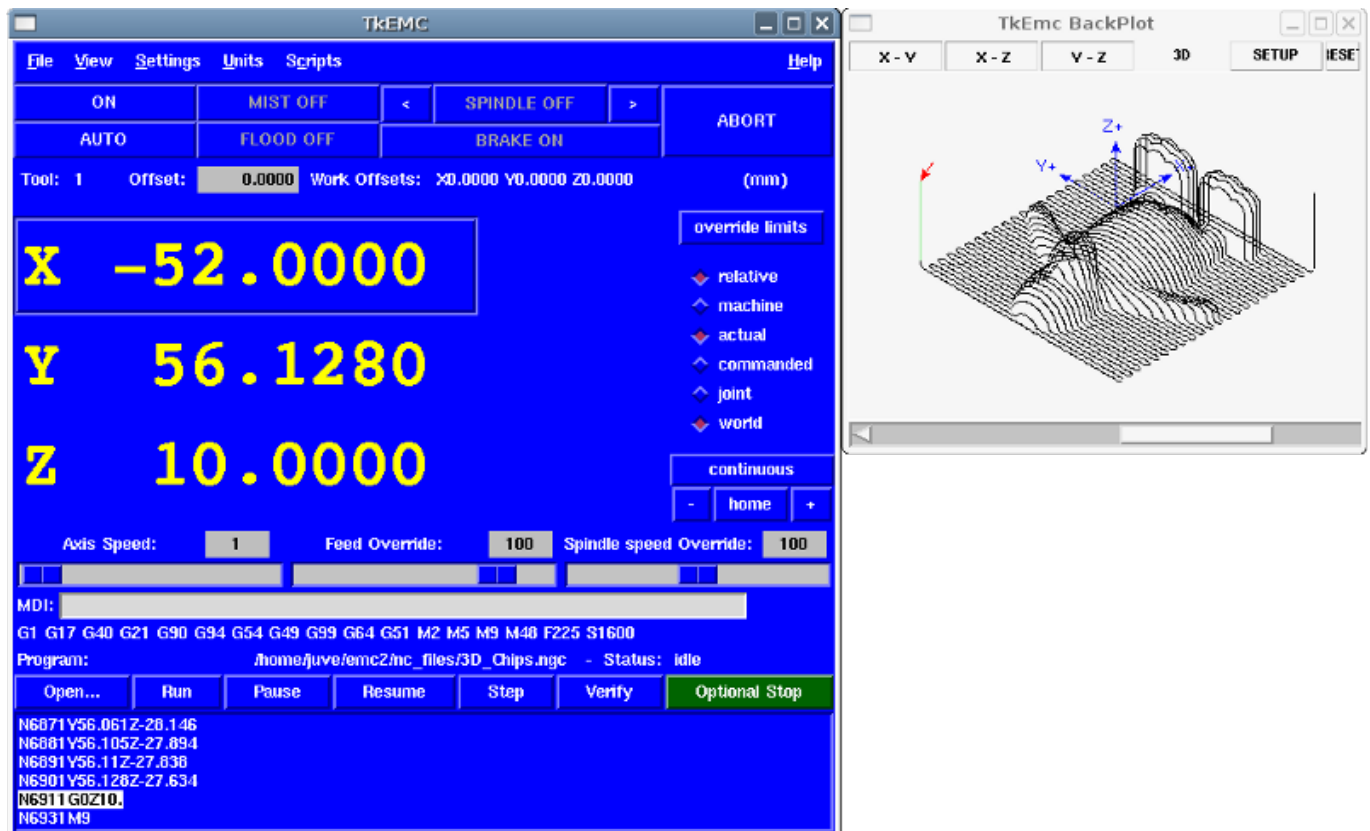 TkEMC
File View Settings Units Scripts Help
ON MIST OFF < SPINDLE OFF > ABORT
AUTO FLOOD OFF BRAKE ON
Tool: 1 Offset: 0.0000 Work Offsets: X0.0000 Y0.0000 Z0.0000 (mm)
override limits
X -52.0000
relative
machine
Y 56.1280
actual
commanded
joint
world
Z 10.0000
continuous
- home +
Axis Speed: 1 Feed Override: 100 Spindle speed Override: 100
MDI:
G1 G17 G40 G21 G90 G94 G54 G49 G99 G64 G51 M2 M5 M9 M48 F225 S1600
Program: /home/juve/emc2/nc_files/3D_Chips.ngc - Status: idle
Open... Run Pause Resume Step Verify Optional Stop
N6871Y56.061Z-28.146
N6881Y56.105Z-27.894
N6891Y56.11Z-27.838
N6901Y56.128Z-27.634
N6911G0Z10.
N6931M9
TkEmc BackPlot
X - Y X - Z Y - Z 3D SETUP
Z+
Y+ X+